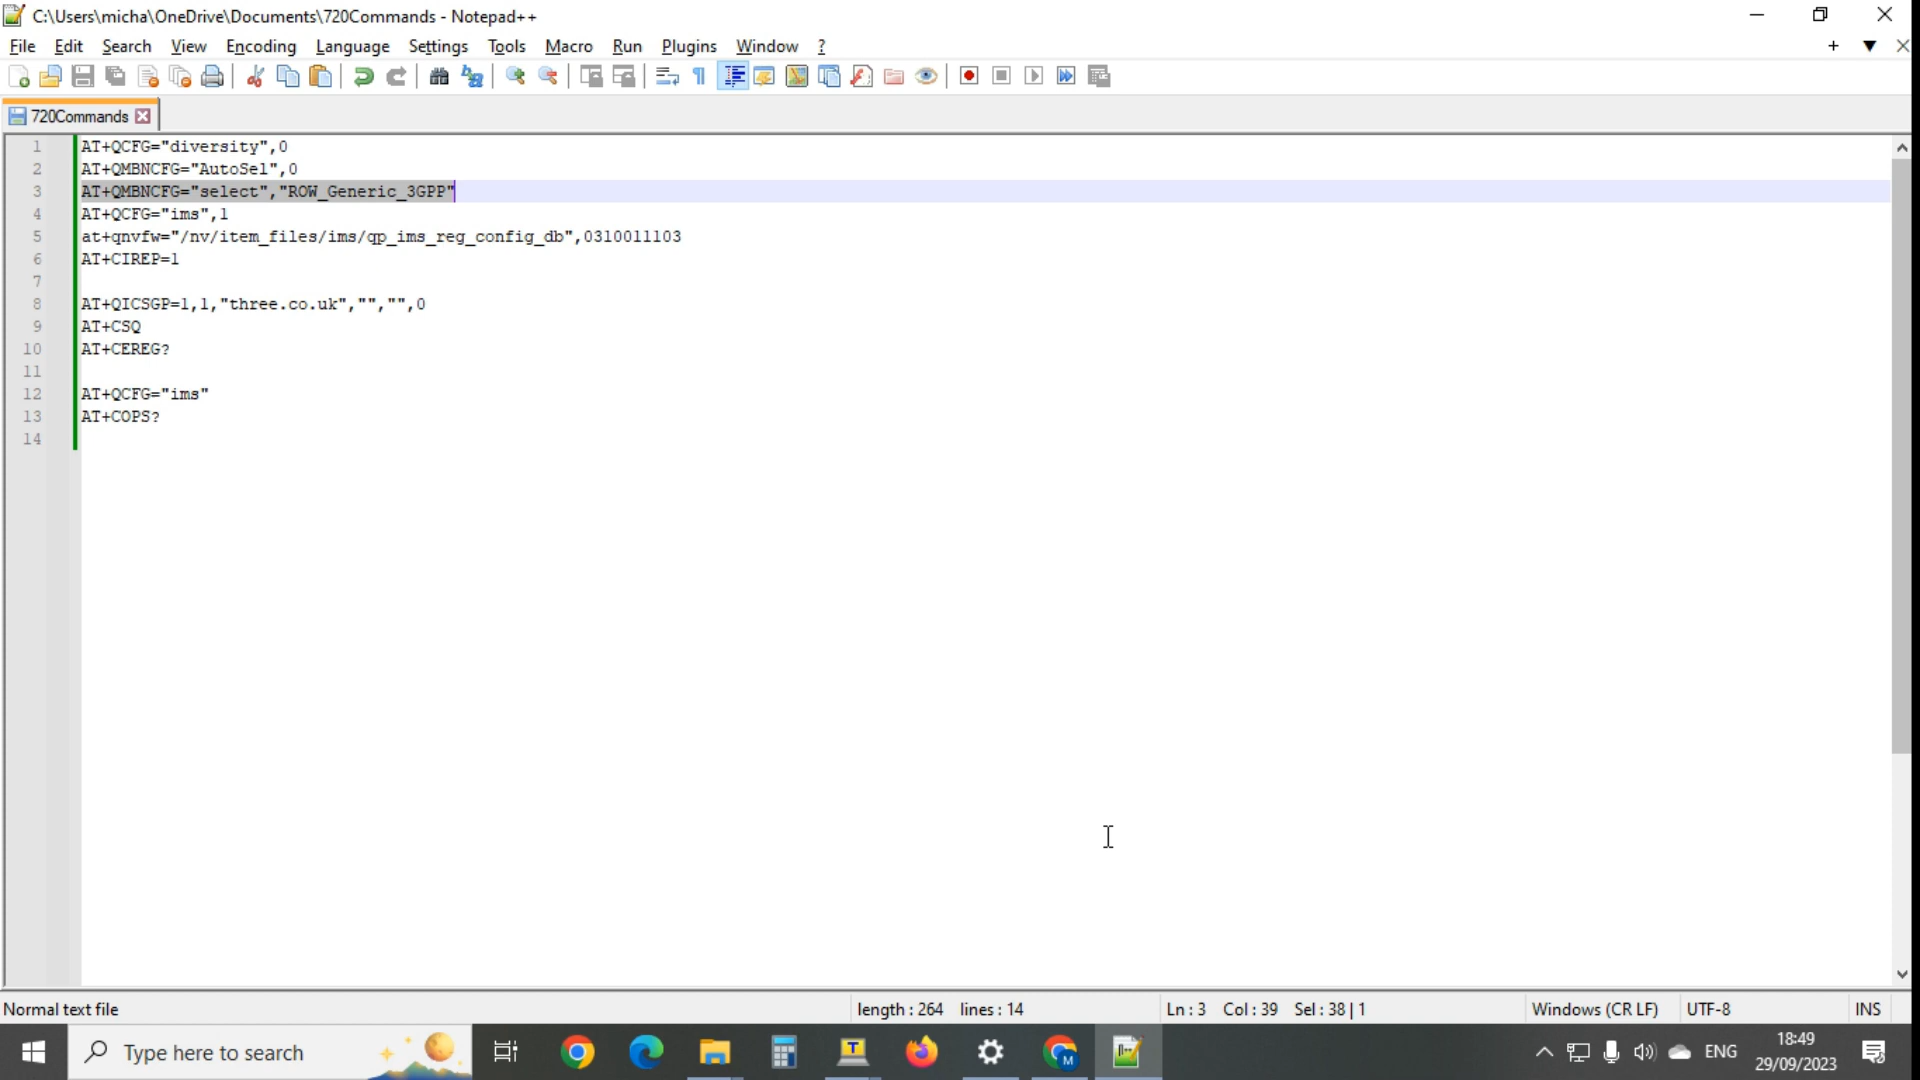 C:\Users\micha\OneDrive\Documents\720Commands - Notepad++
File Edit Search View Encoding Language Settings Tools Macro Run Plugins Window ?
720Commands
1 AT+QCFG="diversity",0
2 AT+QMBNCFG="AutoSel",0
3 AT+QMBNCFG="select","ROW_Generic_3GPP"
4 AT+QCFG="ims",1
5 at+qnvfw="/nv/item_files/ims/qp_ims_reg_config_db",0310011103
6 AT+CIREP=1
7
8 AT+QICSGP=1,1,"three.co.uk","","",0
9 AT+CSQ
10 AT+CEREG?
11
12 AT+QCFG="ims"
13 AT+COPS?
14
Normal text file length : 264 lines : 14 Ln : 3 Col : 39 Sel : 38 | 1 Windows (CR LF) UTF-8 INS
Type here to search ENG 18:49
29/09/2023